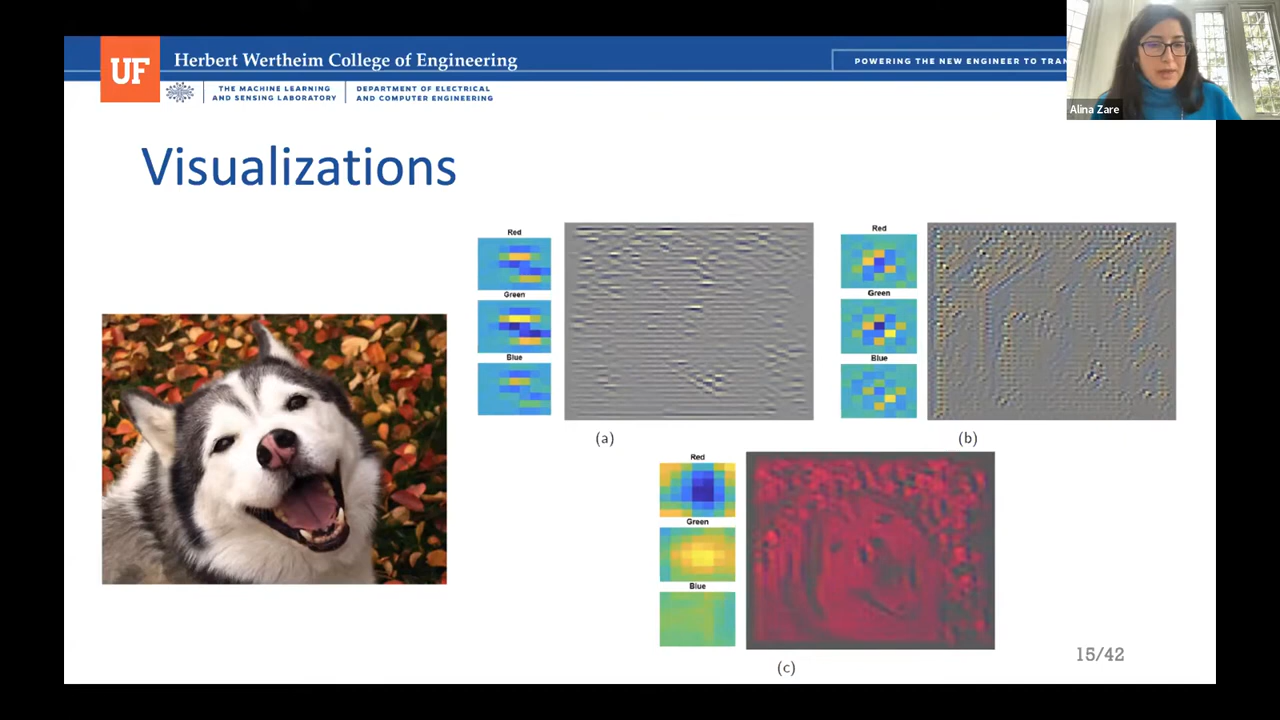 UF
Herbert Wertheim College of Engineering
POWERING THE NEW ENGINEER TO TRAN
THE MACHINE LEARNING
AND SENSING LABORATORY
DEPARTMENT OF ELECTRICAL
AND COMPUTER ENGINEERING
Alina Zare
Visualizations
Red
Green
Blue
(a)
Red
Green
Blue
(b)
Red
Green
Blue
(c)
15/42